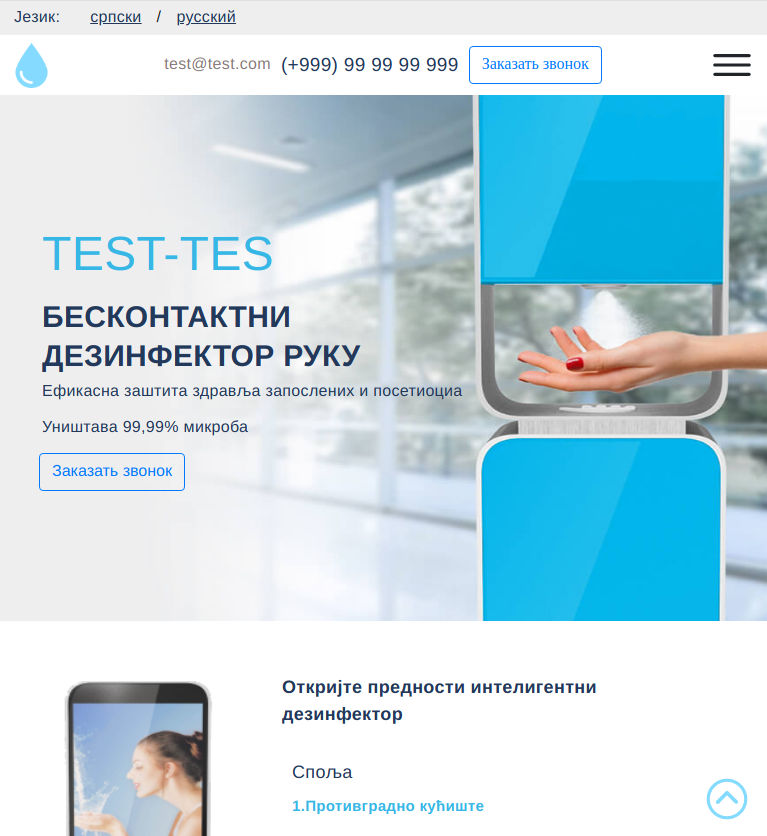 Језик: српски / русский
test@test.com (+999) 99 99 99 999 Заказать звонок
TEST-TES
БЕСКОНТАКТНИ
ДЕЗИНФЕКТОР РУКУ
Ефикасна заштита здравља запослених и посетиоциа
Уништава 99,99% микроба
Заказать звонок
Откријте предности интелигентни
дезинфектор
Споља
1.Противградно кућиште